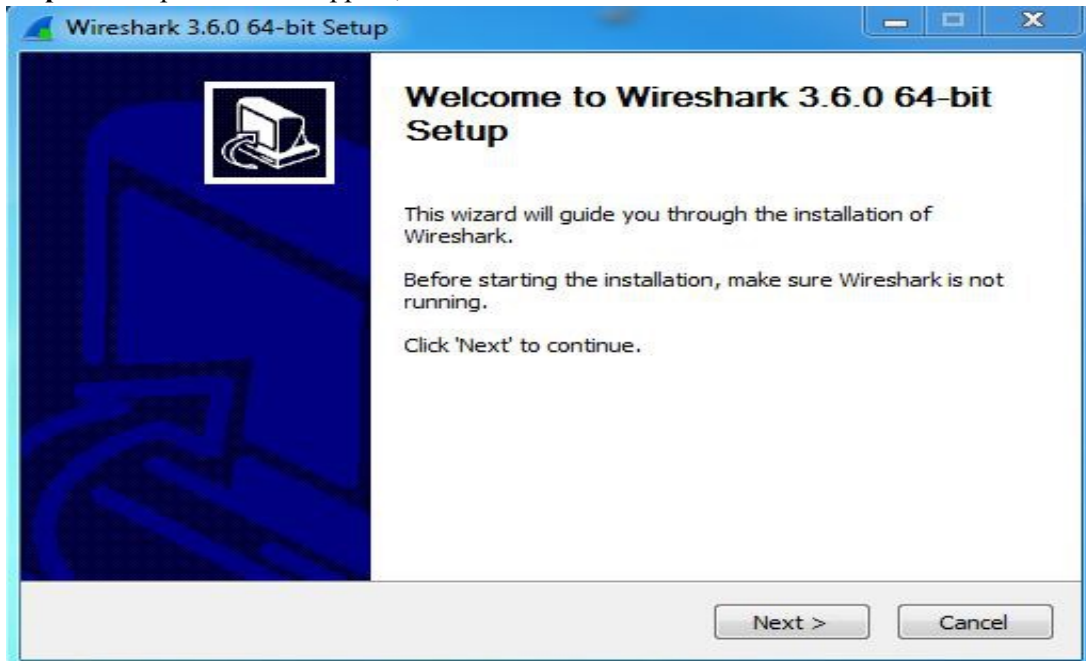 Wireshark 3.6.0 64-bit Setup
Welcome to Wireshark 3.6.0 64-bit
Setup
This wizard will guide you through the installation of
Wireshark.
Before starting the installation, make sure Wireshark is not
running.
Click 'Next' to continue.
Next >
Cancel